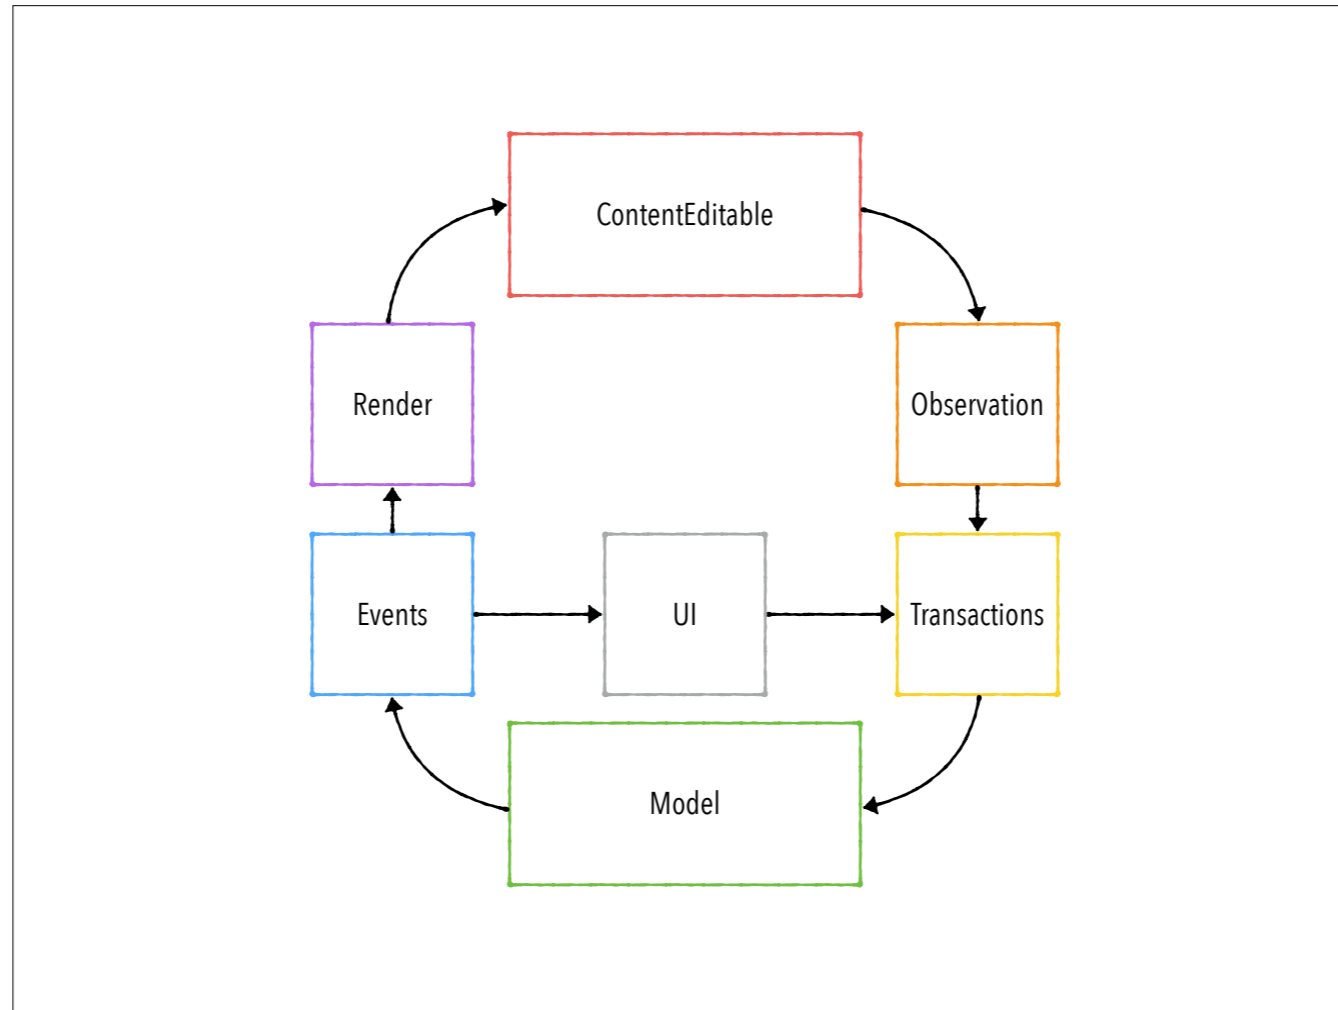 ContentEditable
Render
Observation
Events
UI
Transactions
Model